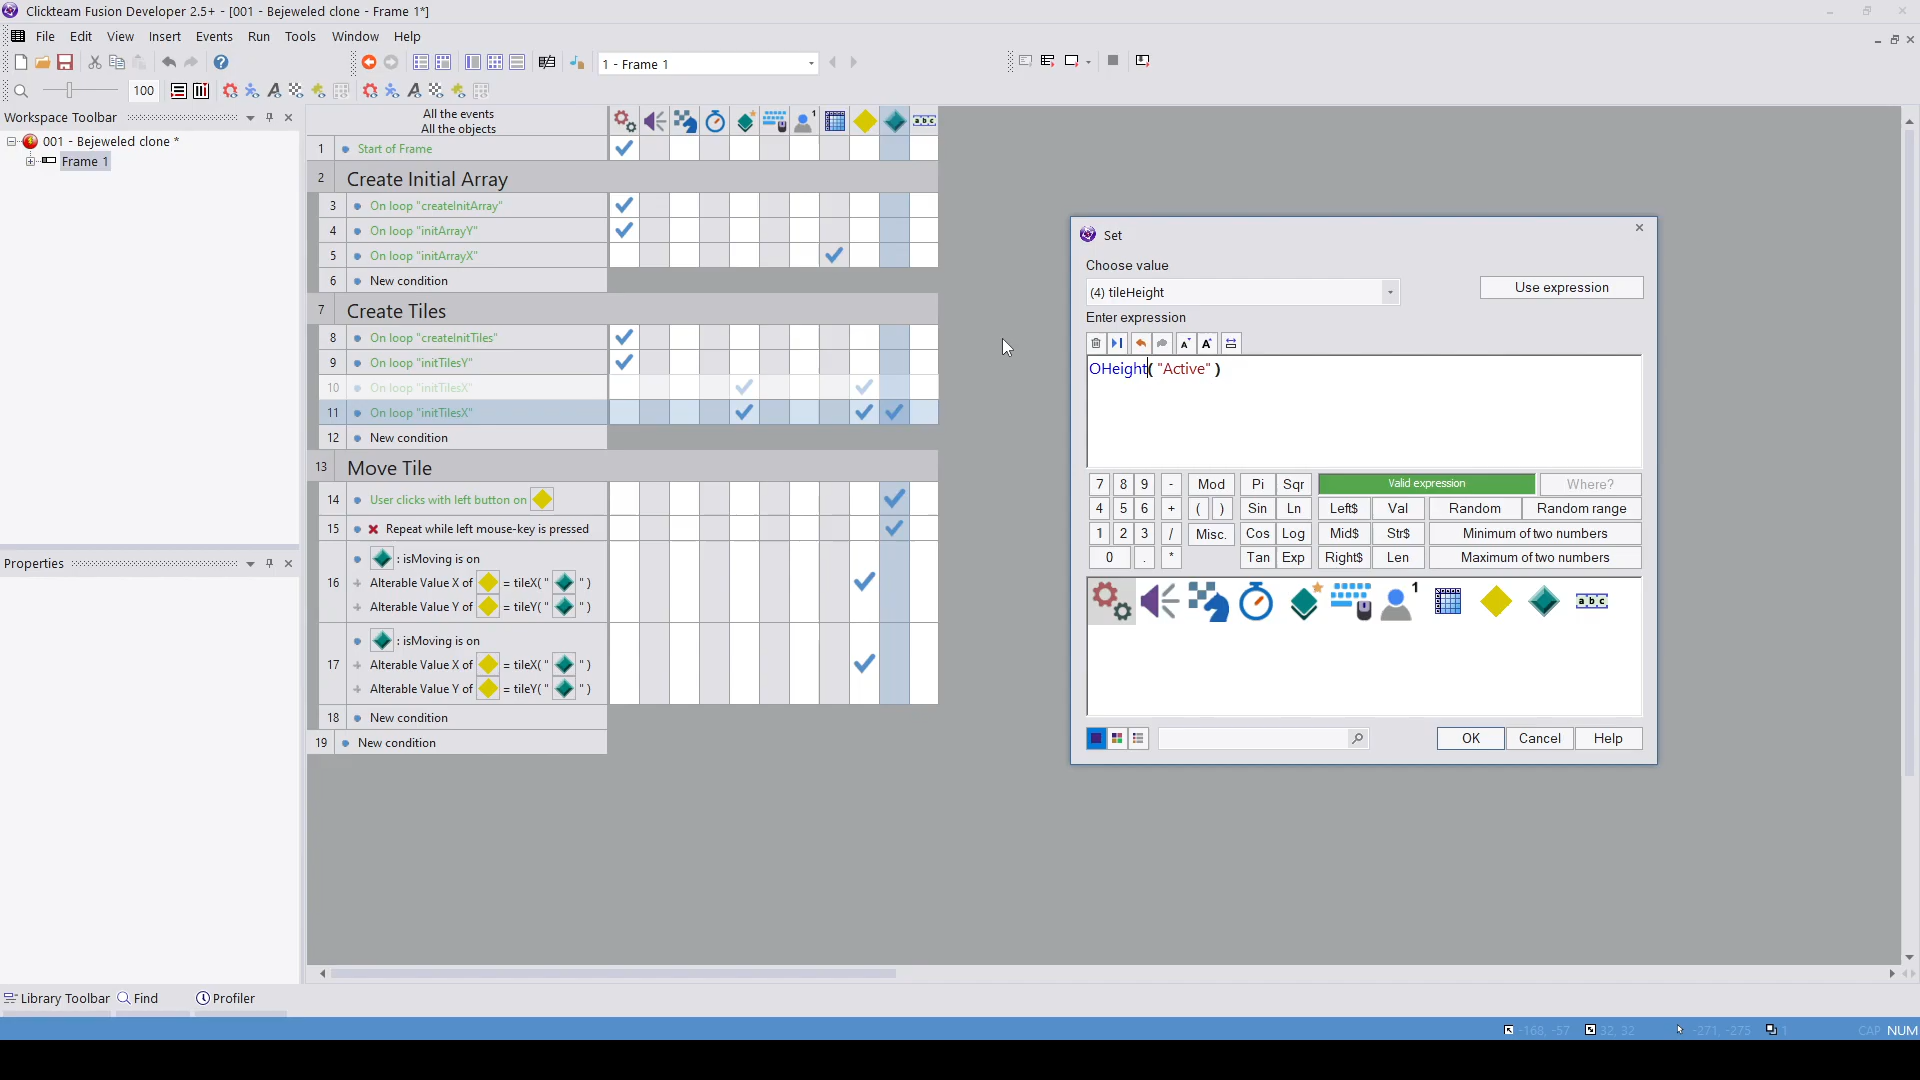 Clickteam Fusion Developer 2.5+ - [001 - Bejeweled clone - Frame 1*]
File Edit View Insert Events Run Tools Window Help
1 - Frame 1
100
Workspace Toolbar
001 - Bejeweled clone *
Frame 1
Properties
Library Toolbar Find Profiler
All the events
All the objects
1 Start of Frame
2 Create Initial Array
3 On loop "createInitArray"
4 On loop "initArrayY"
5 On loop "initArrayX"
6 New condition
7 Create Tiles
8 On loop "createInitTiles"
9 On loop "initTilesY"
10 On loop "initTilesX"
11 On loop "initTilesX"
12 New condition
13 Move Tile
14 User clicks with left button on
15 Repeat while left mouse-key is pressed
: isMoving is on
16 Alterable Value X of = tileX( " " )
+ Alterable Value Y of = tileY( " " )
: isMoving is on
17 + Alterable Value X of = tileX( " " )
+ Alterable Value Y of = tileY( " " )
18 New condition
19 New condition
1
abc
Set
Choose value
(4) tileHeight
Use expression
Enter expression
OHeight( "Active" )
7 8 9 - Mod Pi Sqr Valid expression Where?
4 5 6 + ( ) Sin Ln Left$ Val Random Random range
1 2 3 / Misc. Cos Log Mid$ Str$ Minimum of two numbers
0 . * Tan Exp Right$ Len Maximum of two numbers
1
abc
OK Cancel Help
-168, -57 32, 32 -271, -275 1 CAP NUM